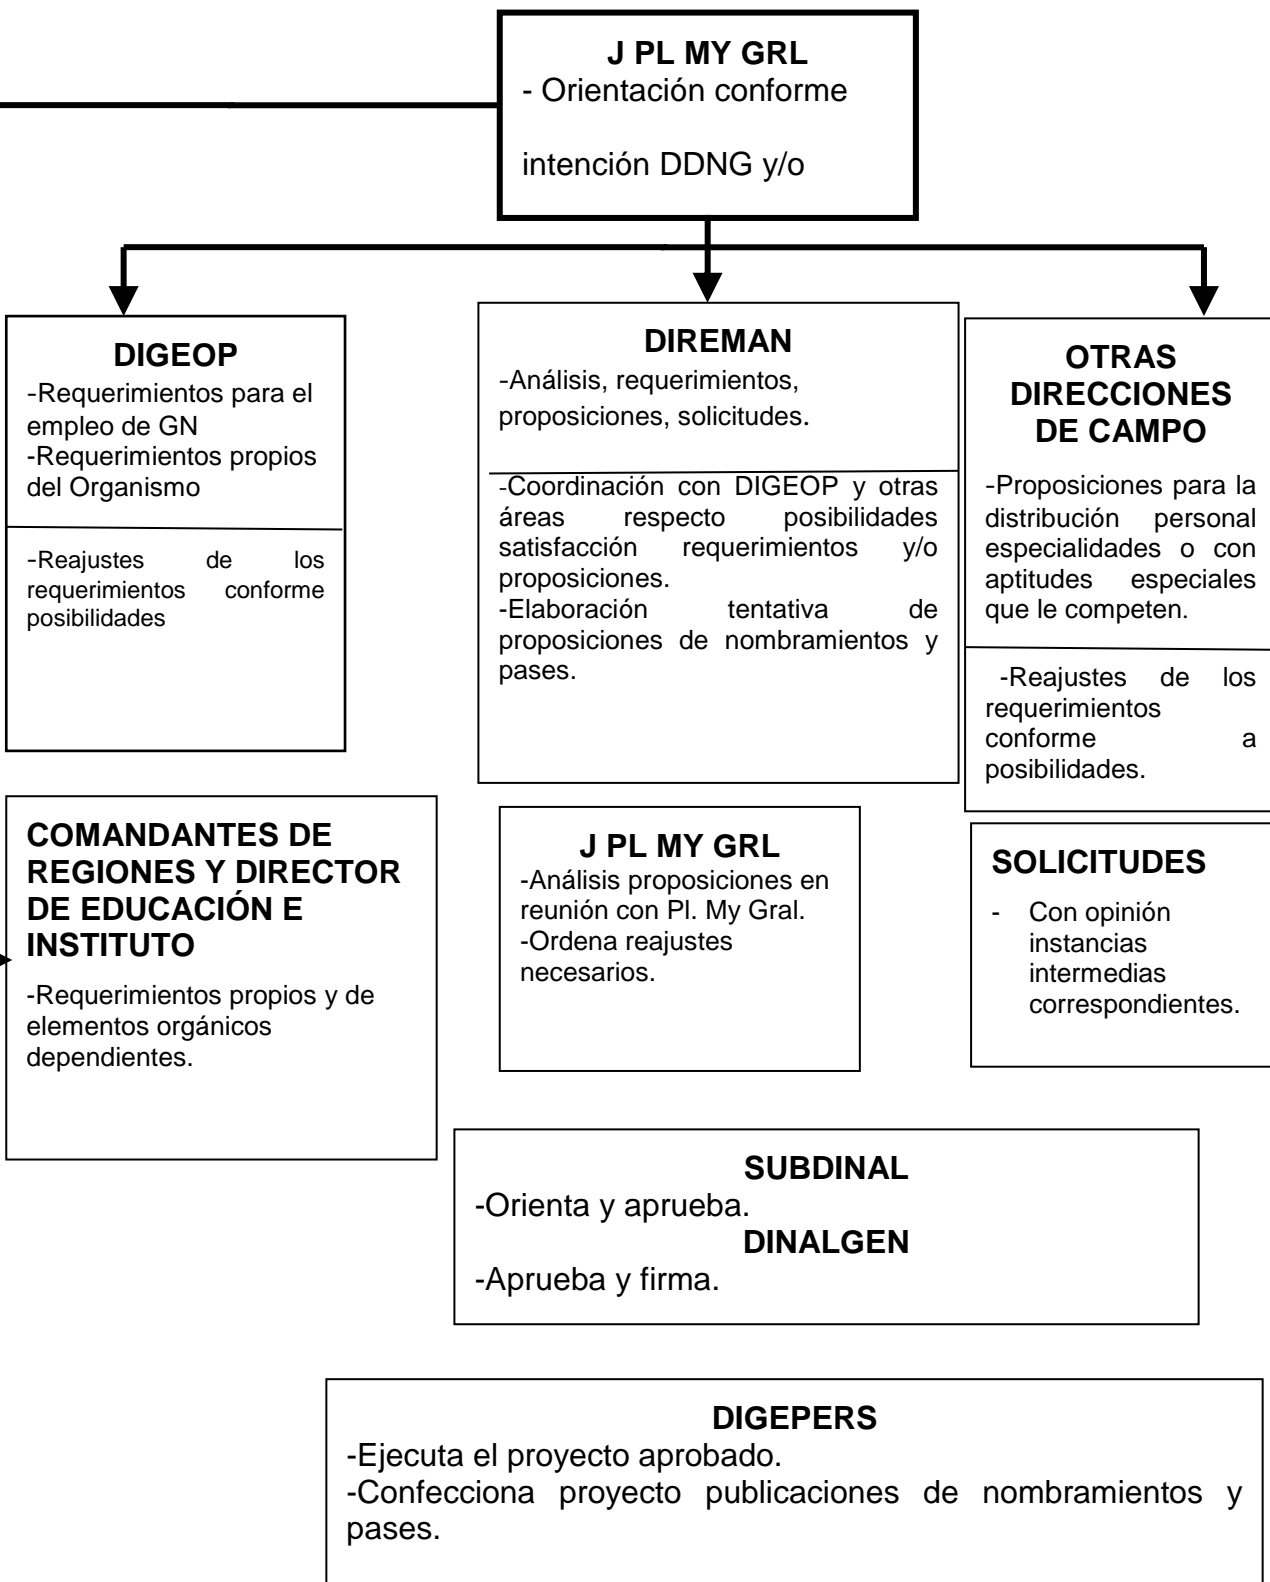 J PL MY GRL
- Orientación conforme
intención DDNG y/o
DIGEOP
-Requerimientos para el
empleo de GN
-Requerimientos propios
del Organismo
-Reajustes de los
requerimientos conforme
posibilidades
DIREMAN
-Análisis, requerimientos,
proposiciones, solicitudes.
-Coordinación con DIGEOP y otras
áreas respecto posibilidades
satisfacción requerimientos y/o
proposiciones.
-Elaboración tentativa de
proposiciones de nombramientos y
pases.
OTRAS
DIRECCIONES
DE CAMPO
-Proposiciones para la
distribución personal
especialidades o con
aptitudes especiales
que le competen.
-Reajustes de los
requerimientos
conforme a
posibilidades.
COMANDANTES DE
REGIONES Y DIRECTOR
DE EDUCACIÓN E
INSTITUTO
-Requerimientos propios y de
elementos orgánicos
dependientes.
J PL MY GRL
-Análisis proposiciones en
reunión con Pl. My Gral.
-Ordena reajustes
necesarios.
SOLICITUDES
- Con opinión
instancias
intermedias
correspondientes.
SUBDINAL
-Orienta y aprueba.
DINALGEN
-Aprueba y firma.
DIGEPERS
-Ejecuta el proyecto aprobado.
-Confecciona proyecto publicaciones de nombramientos y
pases.